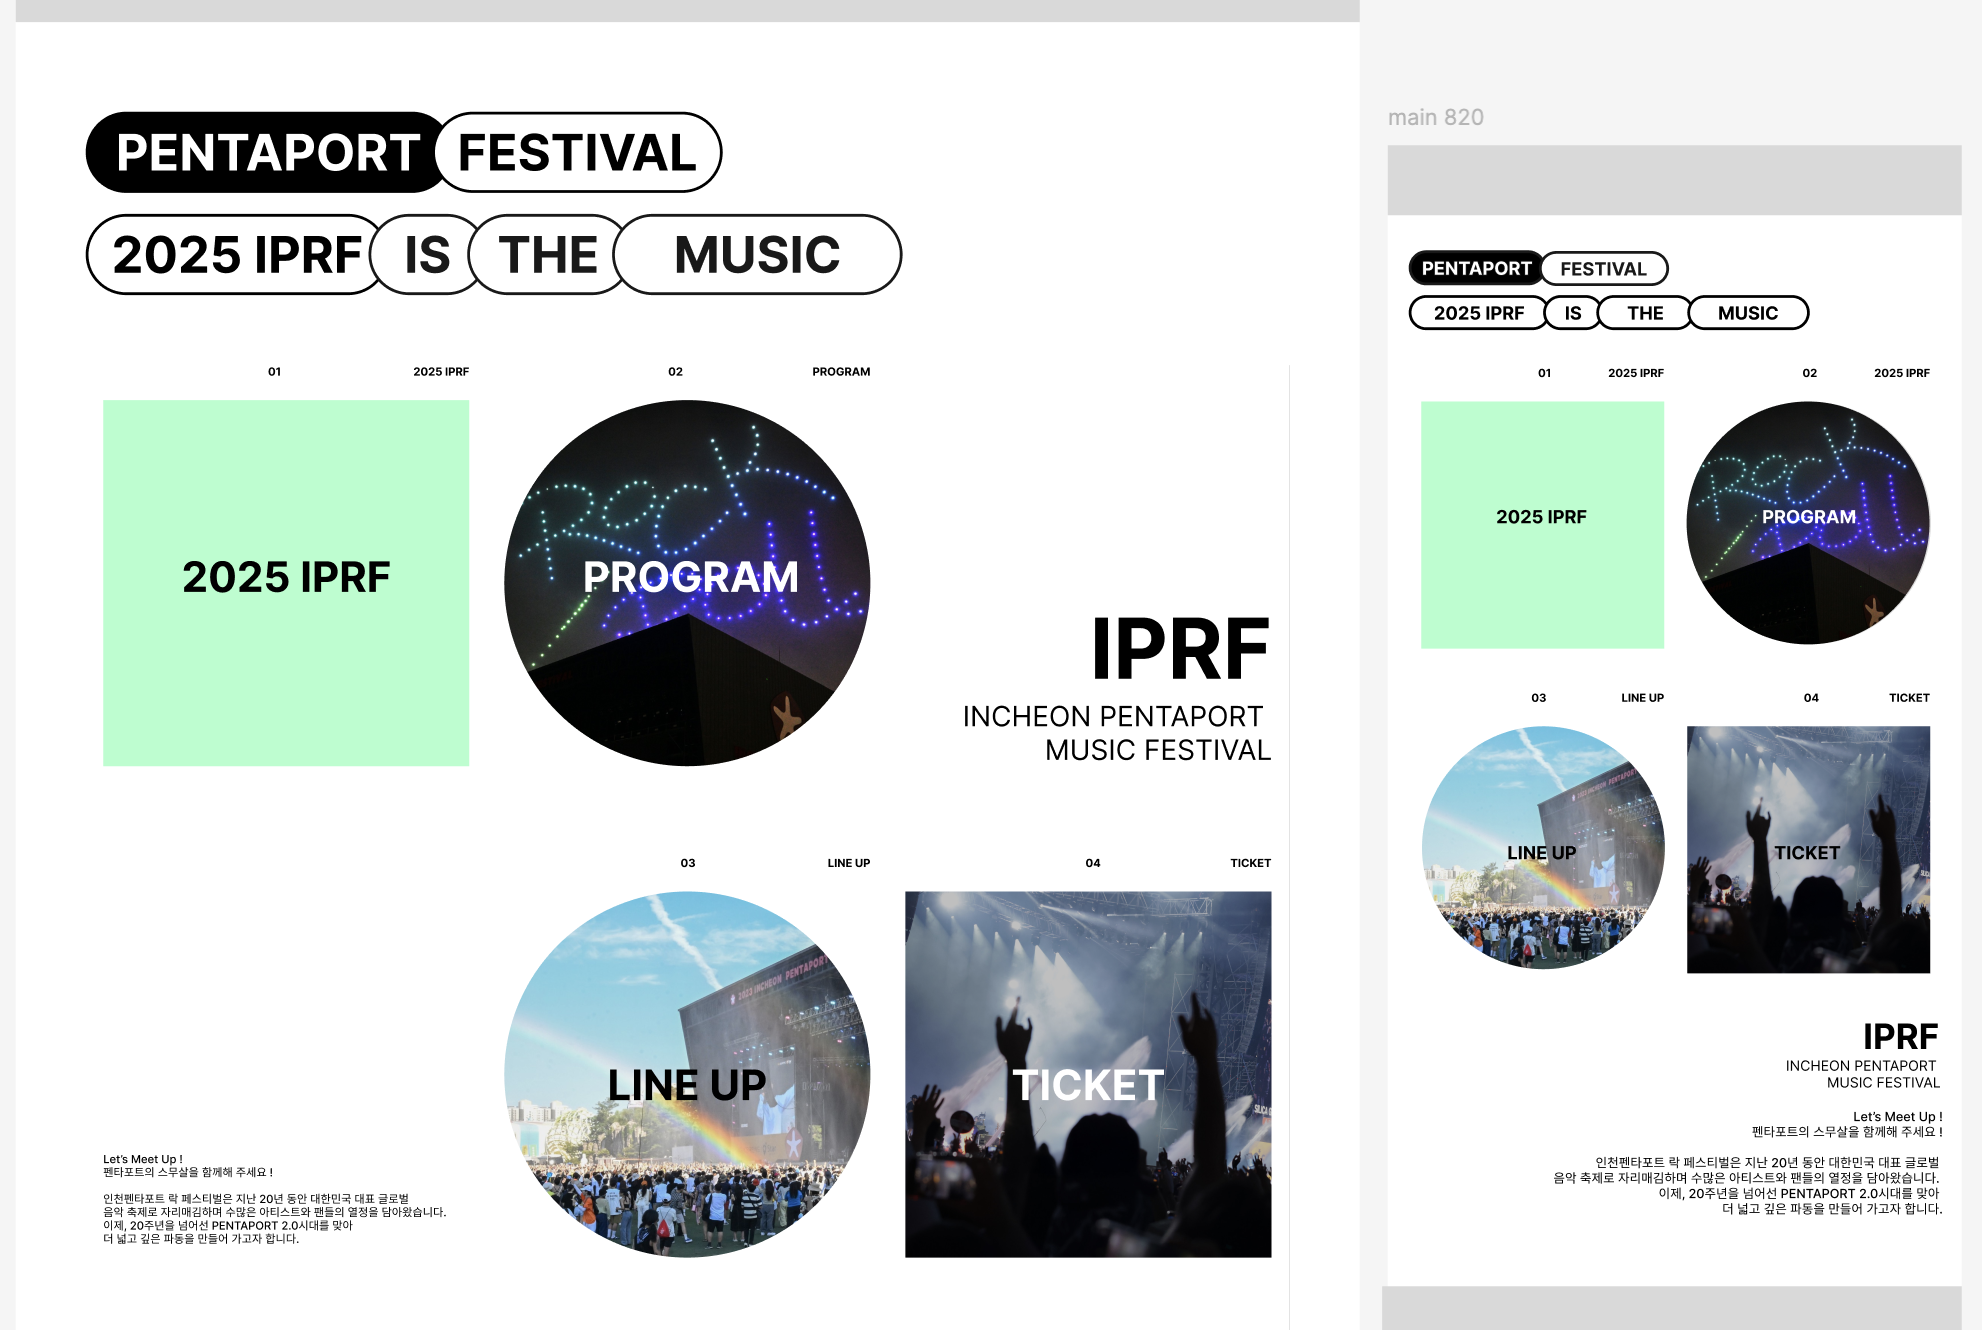 PENTAPORT FESTIVAL
2025 IPRF IS THE MUSIC
01 2025 IPRF
02 PROGRAM
2025 IPRF
Rock
PROGRAM
IPRF
INCHEON PENTAPORT
MUSIC FESTIVAL
03 LINE UP
04 TICKET
2022 INCHEON PENTAPORT
LINE UP
TICKET
Let's Meet Up !
펜타포트의 스무살을 함께해 주세요 !
인천펜타포트 락 페스티벌은 지난 20년 동안 대한민국 대표 글로벌
음악 축제로 자리매김하며 수많은 아티스트와 팬들의 열정을 담아왔습니다.
이제, 20주년을 넘어선 PENTAPORT 2.0시대를 맞아
더 넓고 깊은 파동을 만들어 가고자 합니다.
main 820
PENTAPORT FESTIVAL
2025 IPRF IS THE MUSIC
01 2025 IPRF
02 2025 IPRF
2025 IPRF
Rock
PROGRAM
03 LINE UP
04 TICKET
2022 INCHEON PENTAPORT
LINE UP
TICKET
IPRF
INCHEON PENTAPORT
MUSIC FESTIVAL
Let's Meet Up !
펜타포트의 스무살을 함께해 주세요 !
인천펜타포트 락 페스티벌은 지난 20년 동안 대한민국 대표 글로벌
음악 축제로 자리매김하며 수많은 아티스트와 팬들의 열정을 담아왔습니다.
이제, 20주년을 넘어선 PENTAPORT 2.0시대를 맞아
더 넓고 깊은 파동을 만들어 가고자 합니다.